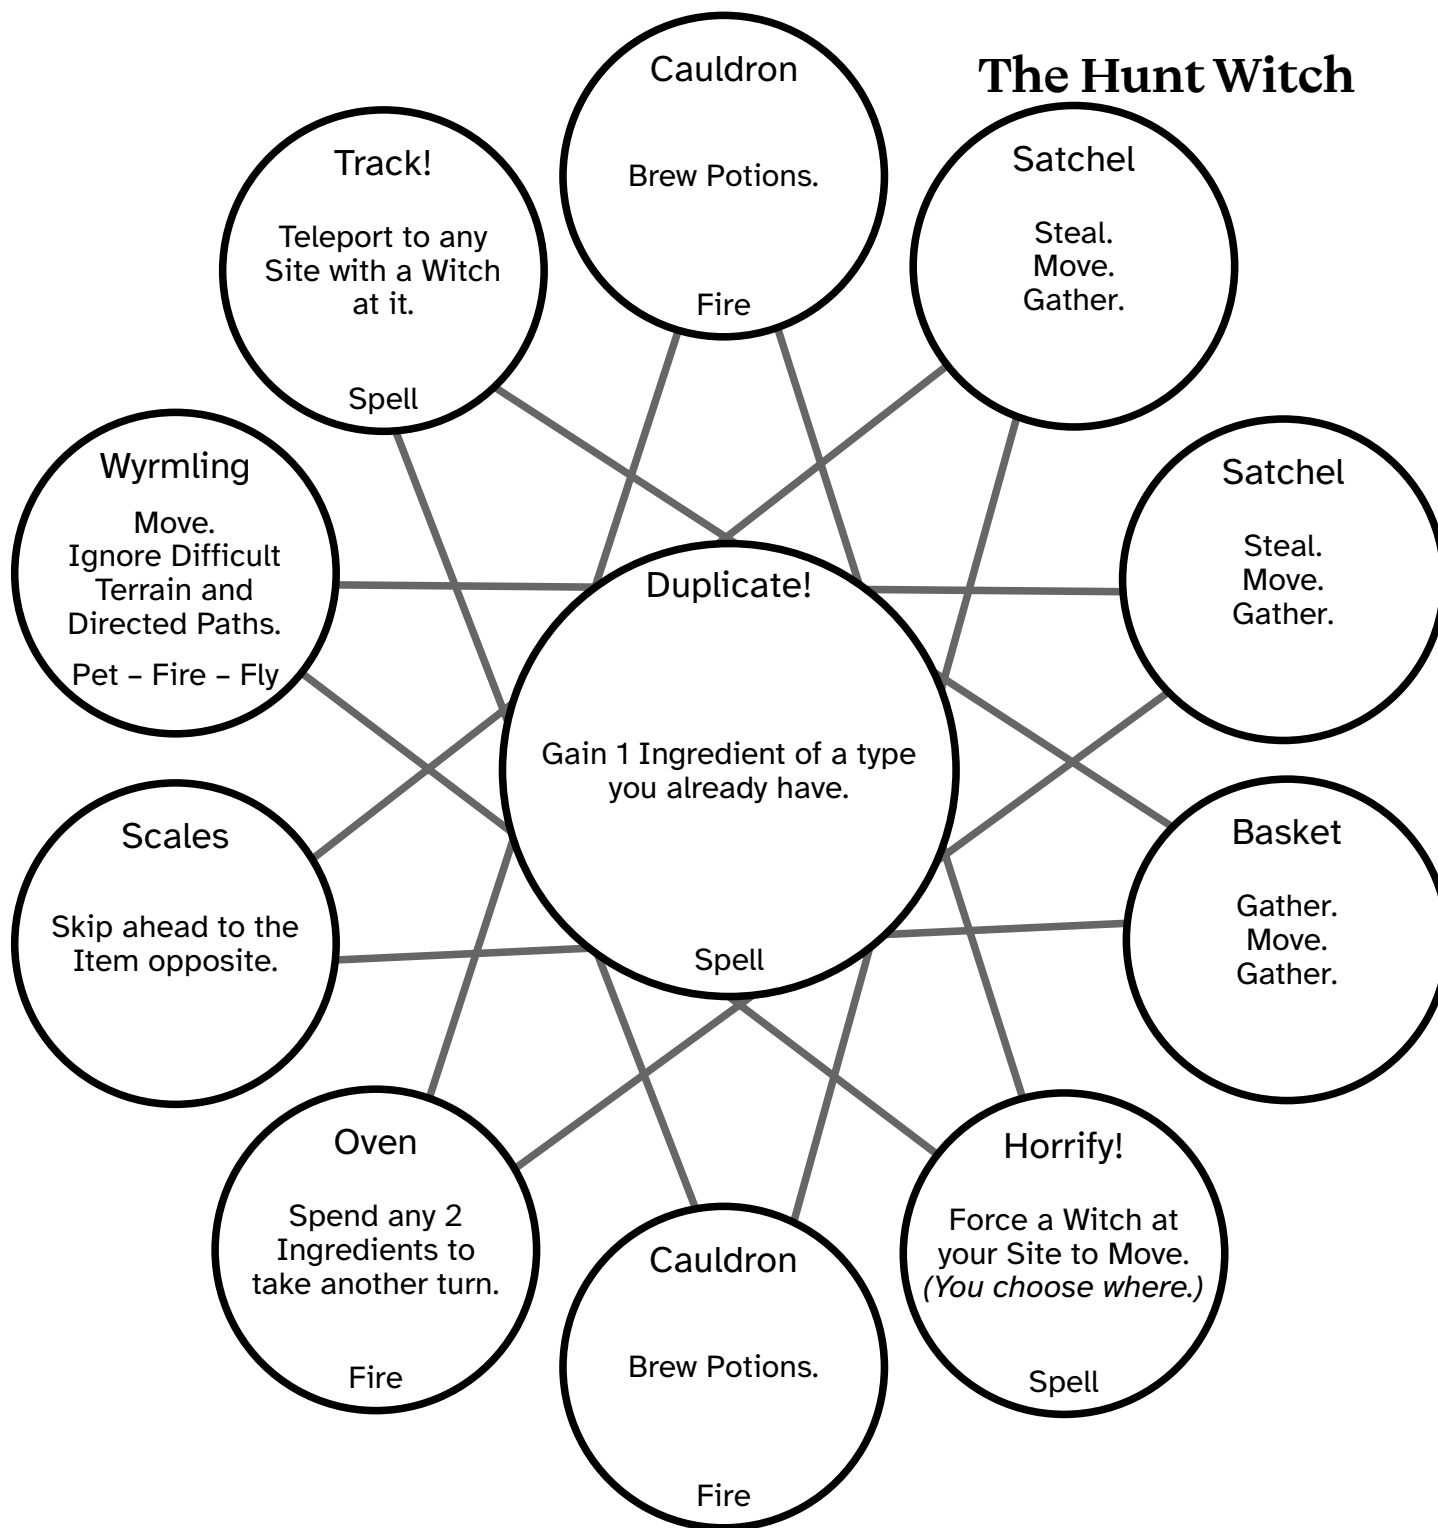 The Hunt Witch
Cauldron
Brew Potions.
Fire
Satchel
Steal.
Move.
Gather.
Satchel
Steal.
Move.
Gather.
Basket
Gather.
Move.
Gather.
Horrify!
Force a Witch at
your Site to Move.
(You choose where.)
Spell
Cauldron
Brew Potions.
Fire
Oven
Spend any 2
Ingredients to
take another turn.
Fire
Scales
Skip ahead to the
Item opposite.
Wyrmling
Move.
Ignore Difficult
Terrain and
Directed Paths.
Pet – Fire – Fly
Track!
Teleport to any
Site with a Witch
at it.
Spell
Duplicate!
Gain 1 Ingredient of a type
you already have.
Spell